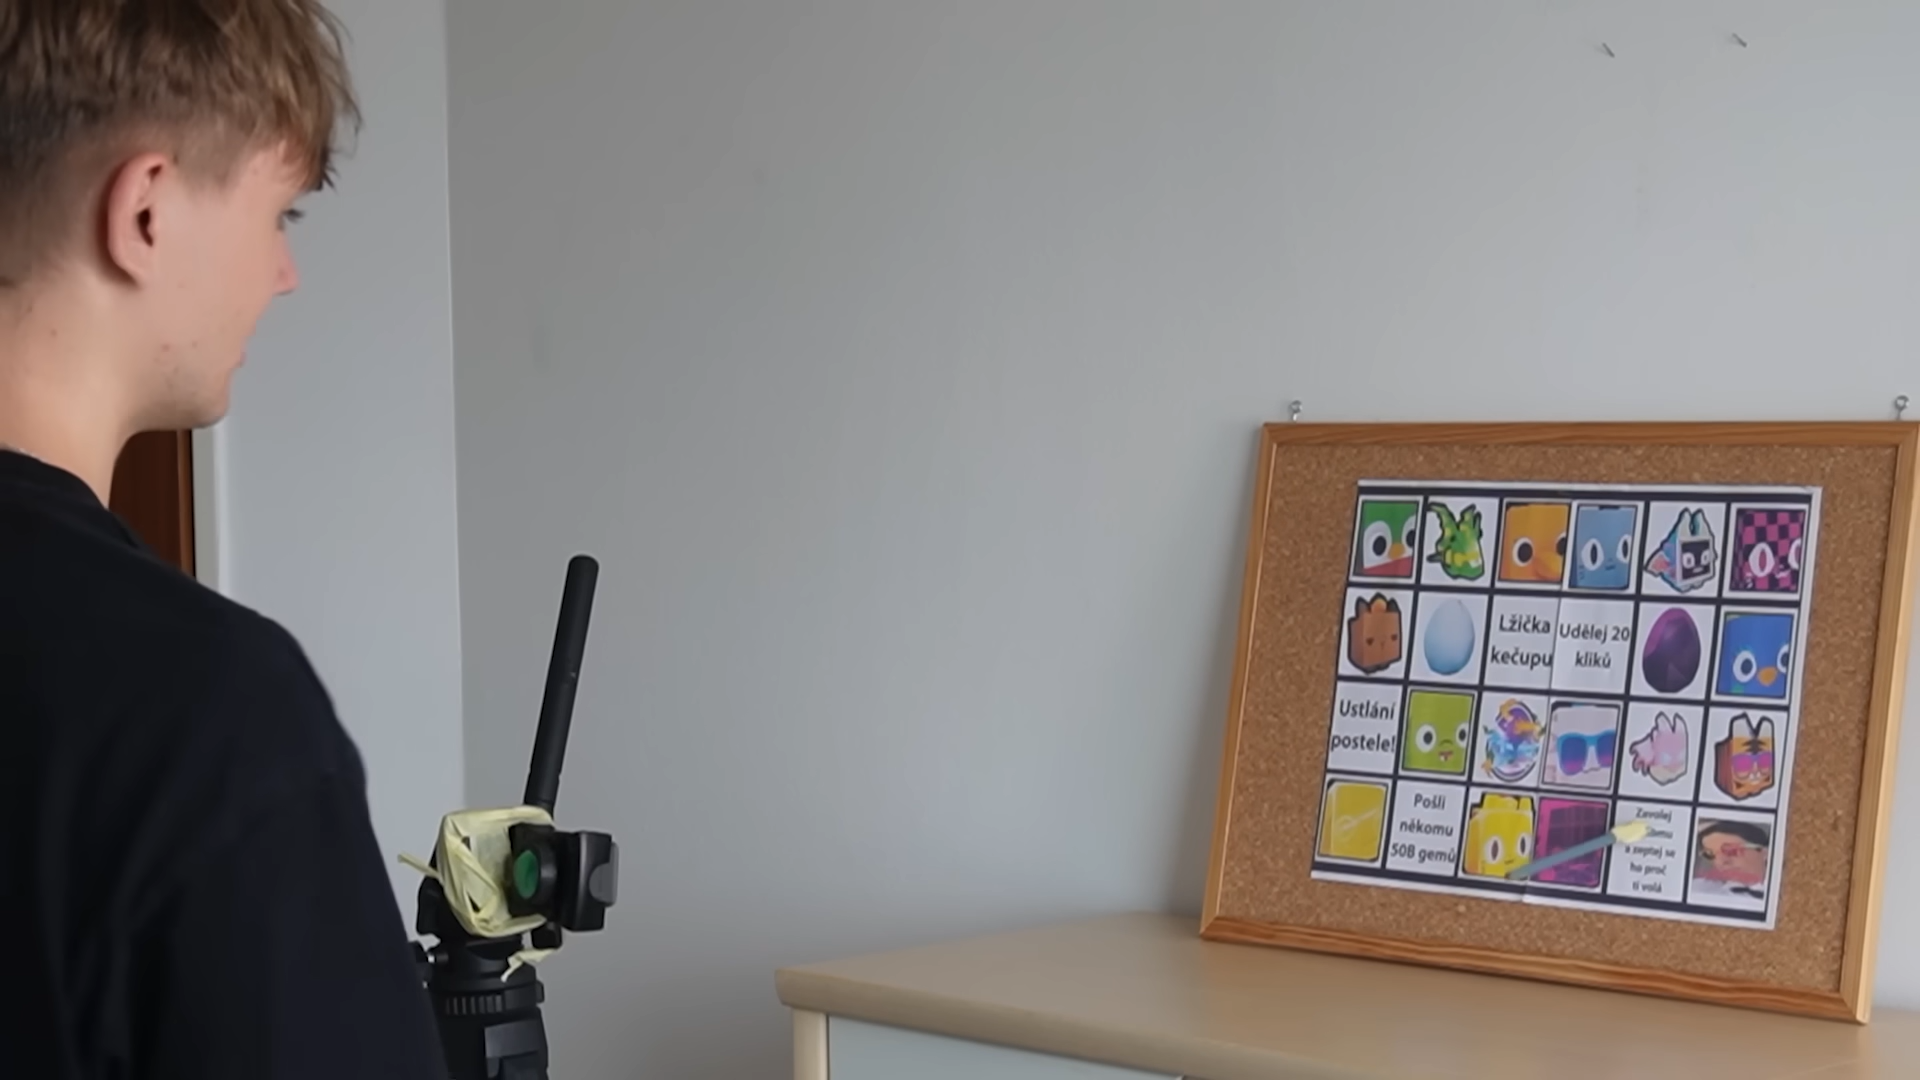 Lžička
kečupu
Udělej 20
kliků
Ustlání
postele!
Pošli
někomu
50B gemů
Zavolej
a zeptej se
ho proč
ti volá